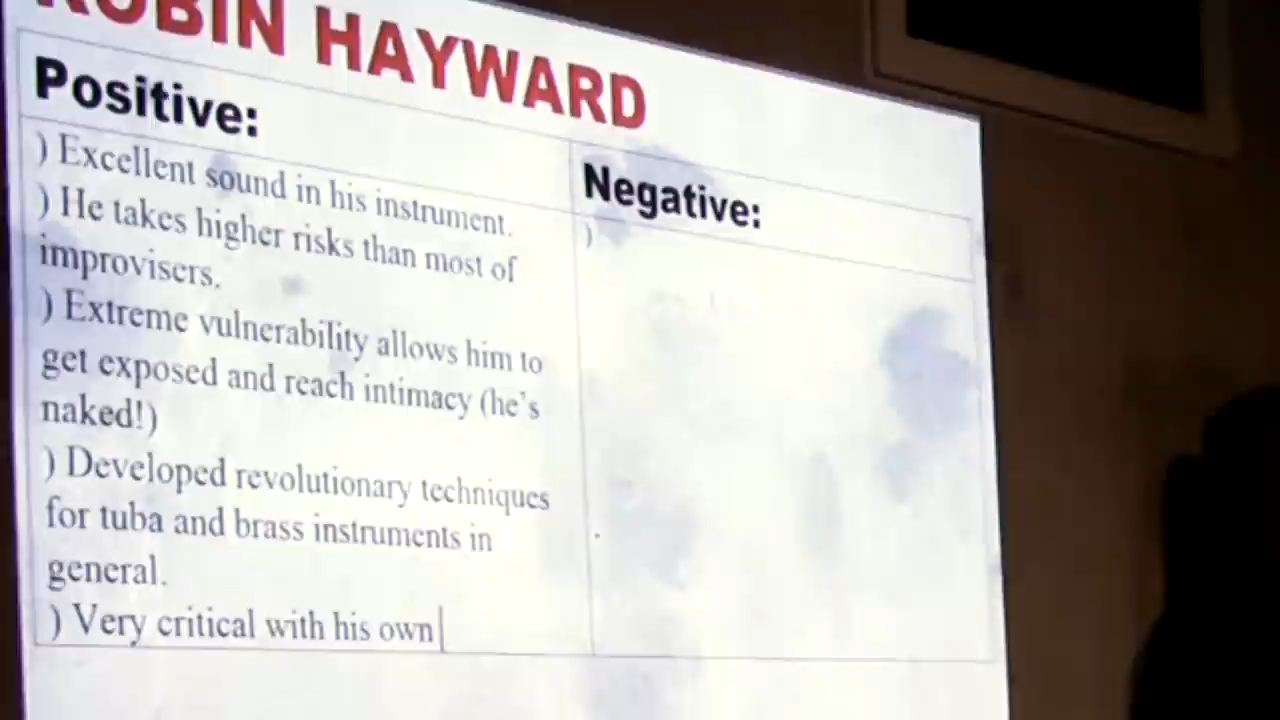 ROBIN HAYWARD
Positive:
) Excellent sound in his instrument.
) He takes higher risks than most of
improvisers.
) Extreme vulnerability allows him to
get exposed and reach intimacy (he's
naked!)
) Developed revolutionary techniques
for tuba and brass instruments in
general.
) Very critical with his own
Negative:
)